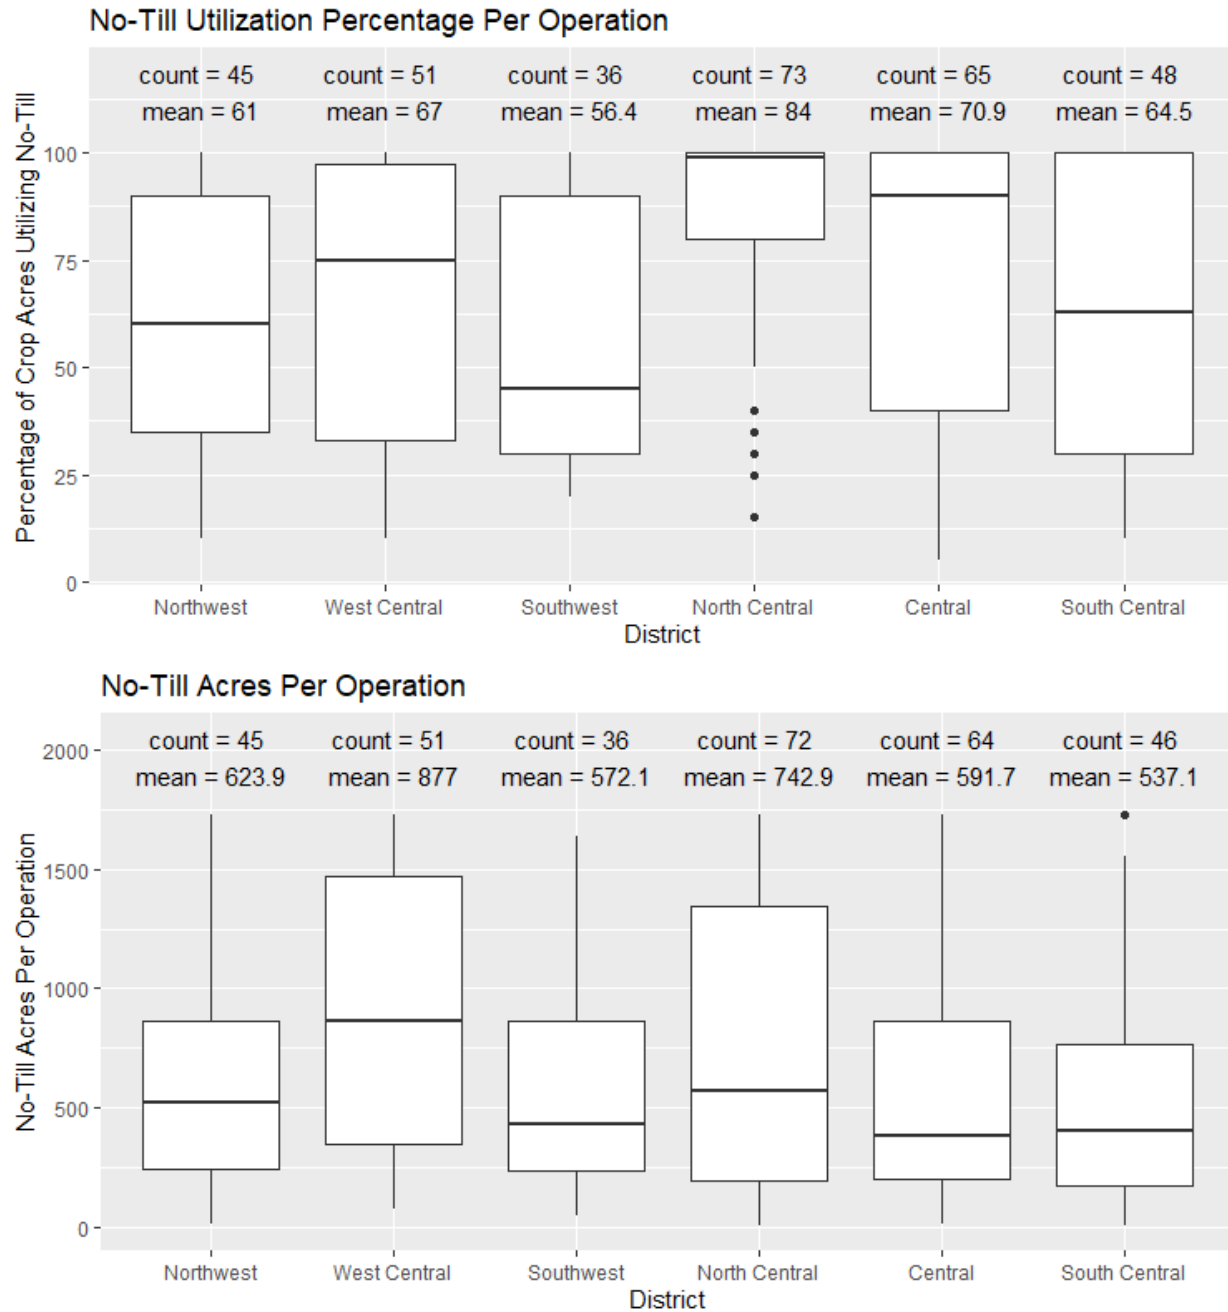 No-Till Utilization Percentage Per Operation
count = 45 count = 51 count = 36 count = 73 count = 65 count = 48
mean = 61 mean = 67 mean = 56.4 mean = 84 mean = 70.9 mean = 64.5
Percentage of Crop Acres Utilizing No-Till
100
75
50
25
0
Northwest West Central Southwest North Central Central South Central
District
No-Till Acres Per Operation
count = 45 count = 51 count = 36 count = 72 count = 64 count = 46
mean = 623.9 mean = 877 mean = 572.1 mean = 742.9 mean = 591.7 mean = 537.1
No-Till Acres Per Operation
2000
1500
1000
500
0
Northwest West Central Southwest North Central Central South Central
District